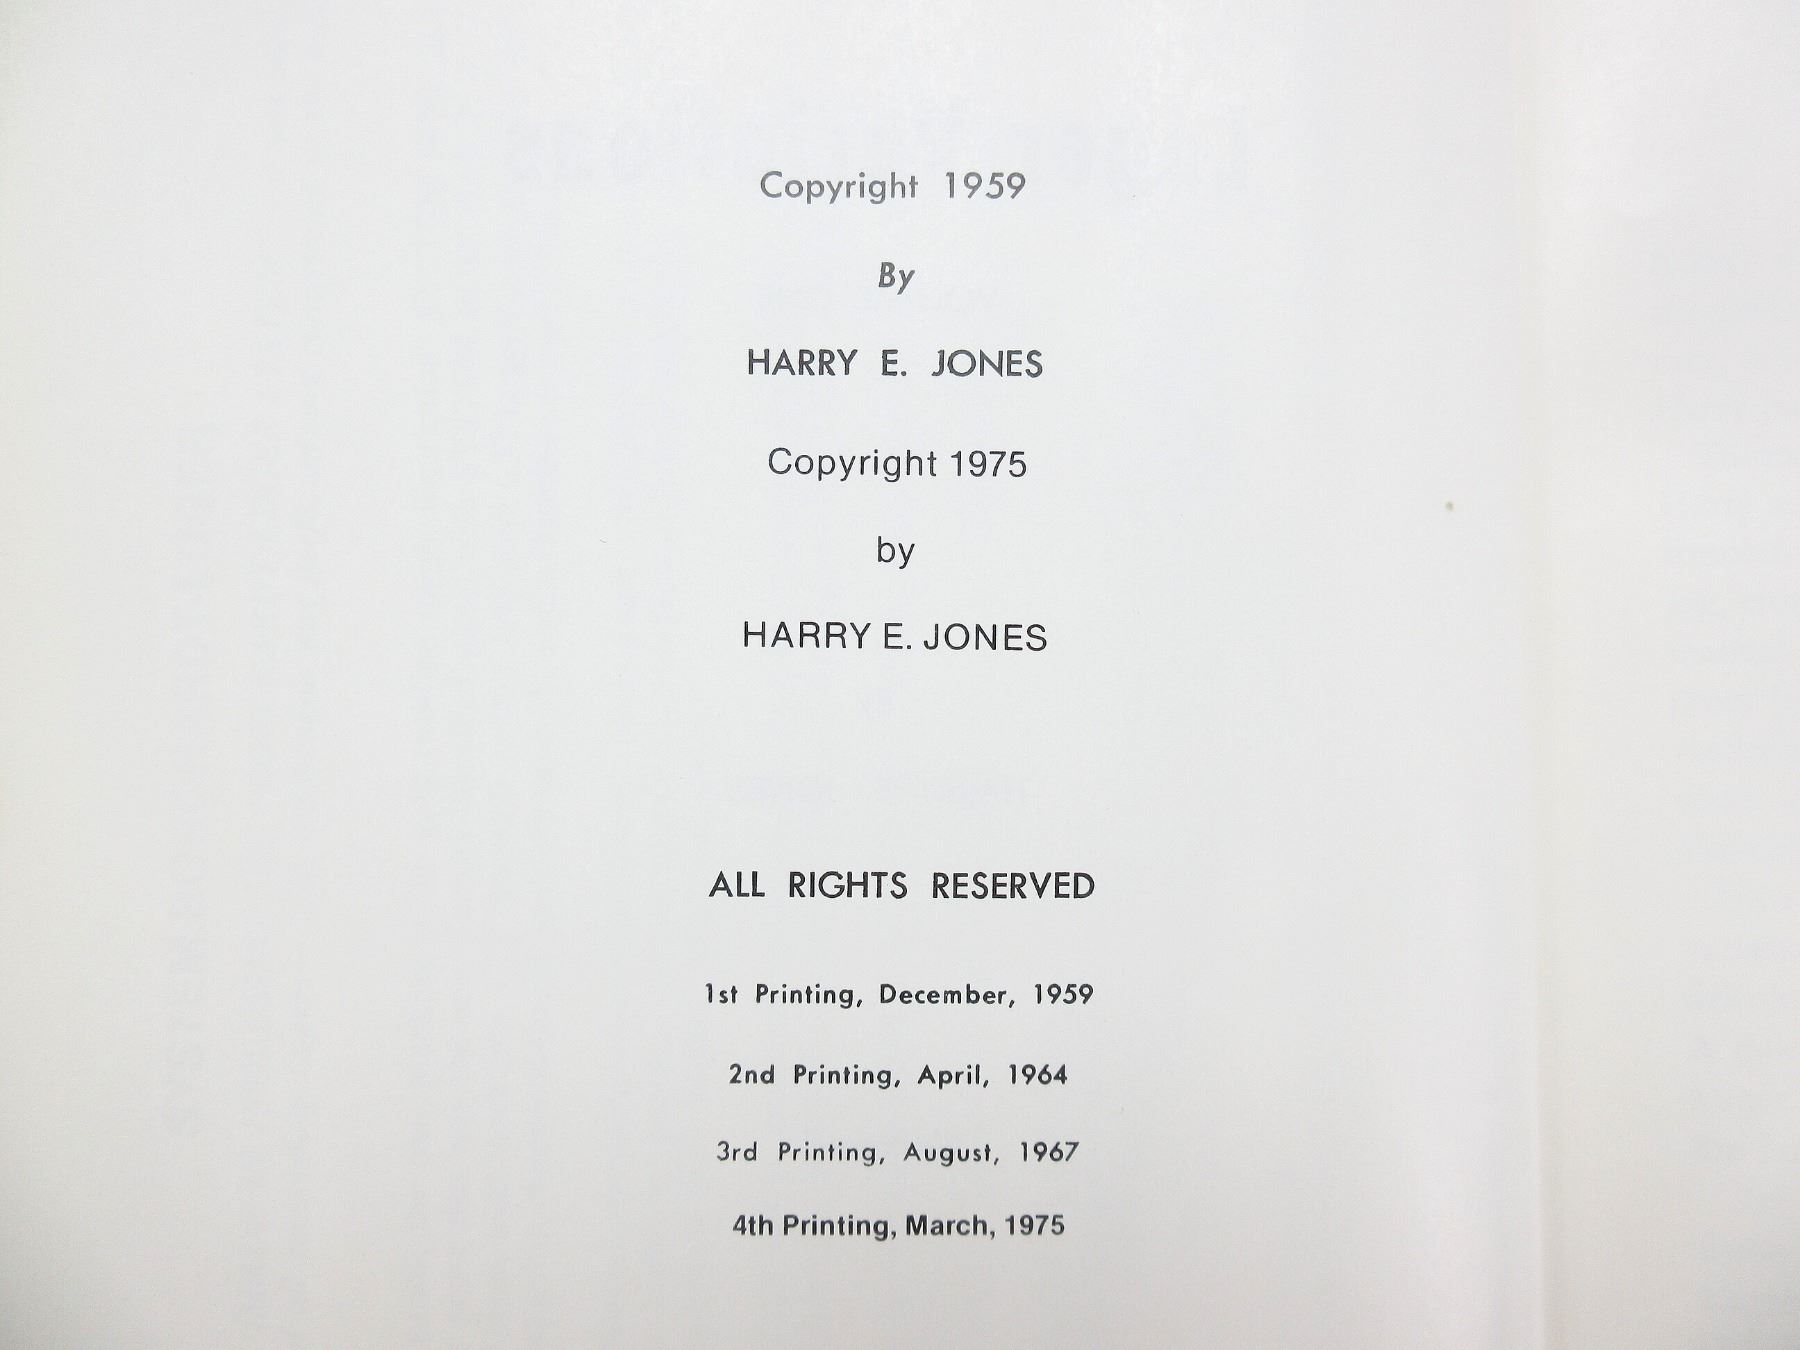 Copyright 1959
By
HARRY E. JONES
Copyright 1975
by
HARRY E. JONES
ALL RIGHTS RESERVED
1st Printing, December, 1959
2nd Printing, April, 1964
3rd Printing, August, 1967
4th Printing, March, 1975